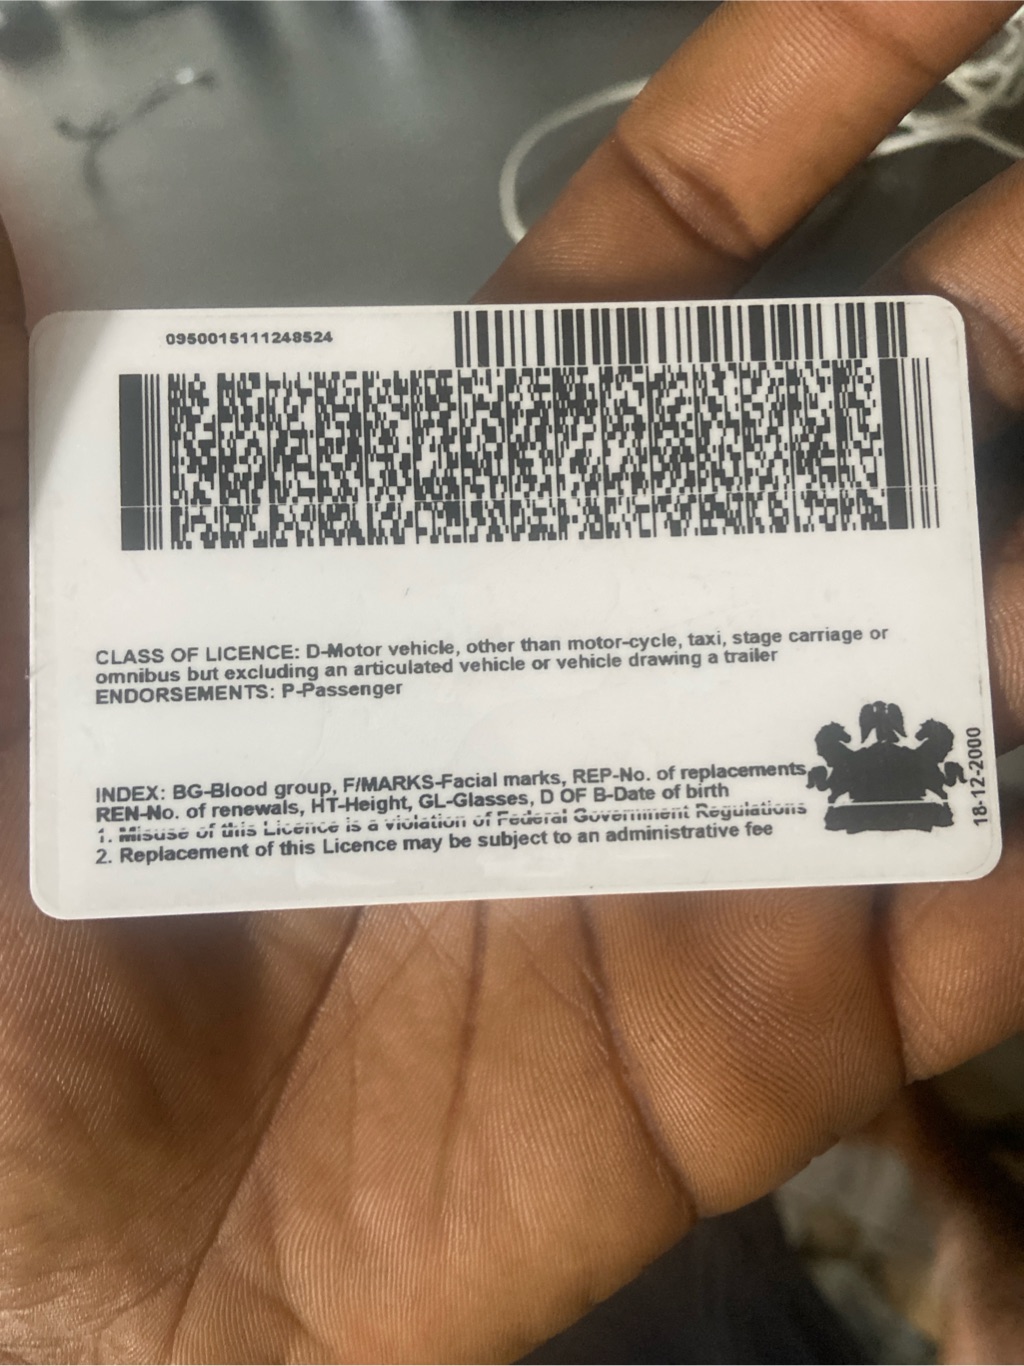 0950015111248524
CLASS OF LICENCE: D-Motor vehicle, other than motor-cycle, taxi, stage carriage or
omnibus but excluding an articulated vehicle or vehicle drawing a trailer
ENDORSEMENTS: P-Passenger
INDEX: BG-Blood group, F/MARKS-Facial marks, REP-No. of replacements
REN-No. of renewals, HT-Height, GL-Glasses, D OF B-Date of birth
1. Misuse of this Licence is a violation of Federal Government Regulations
2. Replacement of this Licence may be subject to an administrative fee
18-12-2000